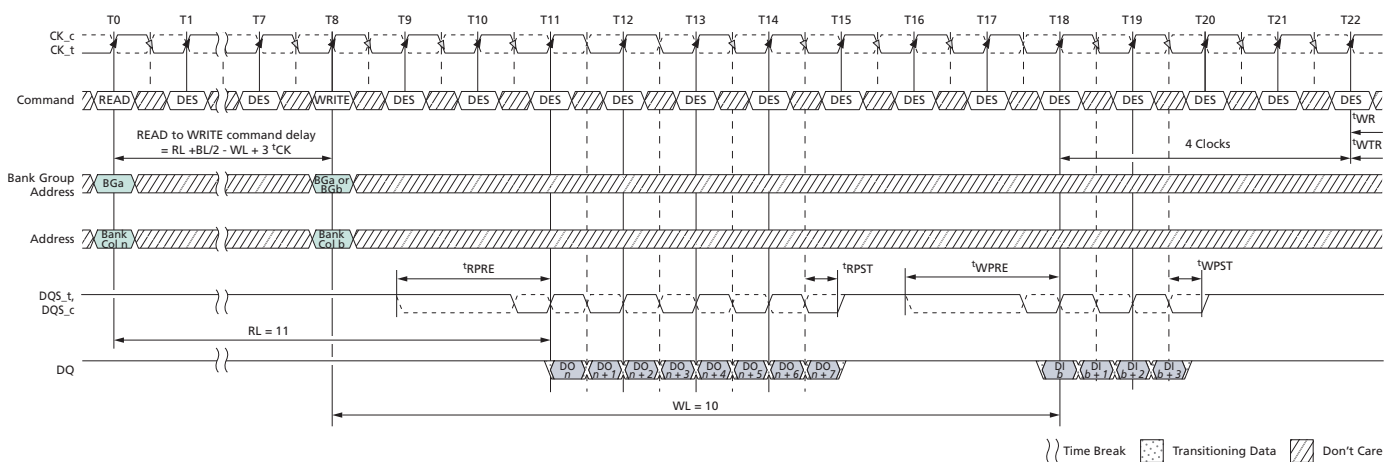 T0 T1 T7 T8 T9 T10 T11 T12 T13 T14 T15 T16 T17 T18 T19 T20 T21 T22
CK_c
CK_t
Command READ DES DES WRITE DES DES DES DES DES DES DES DES DES DES DES DES DES DES
tWR
READ to WRITE command delay
= RL +BL/2 - WL + 3 tCK
4 Clocks
tWTR
Bank Group
Address
BGa
BGa or
BGb
Address
Bank
Col n
Bank
Col b
tRPRE
tRPST
tWPRE
tWPST
DQS_t,
DQS_c
RL = 11
DQ
DO
n
DO
n + 1
DO
n + 2
DO
n + 3
DO
n + 4
DO
n + 5
DO
n + 6
DO
n + 7
DI
b
DI
b + 1
DI
b + 2
DI
b + 3
WL = 10
Time Break Transitioning Data Don't Care